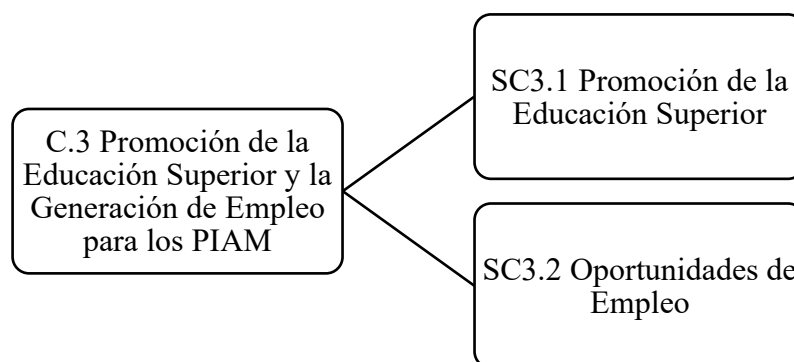 C.3 Promoción de la
Educación Superior y la
Generación de Empleo
para los PIAM
SC3.1 Promoción de la
Educación Superior
SC3.2 Oportunidades de
Empleo